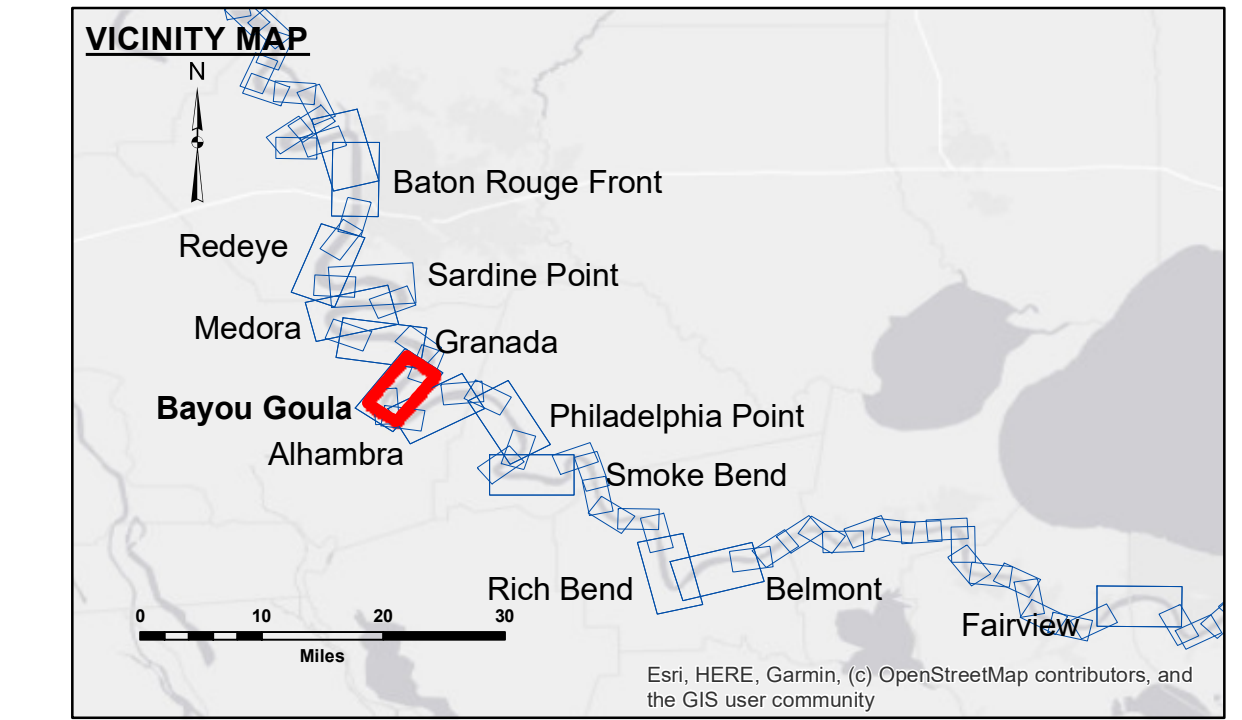 VICINITY MAP
N
Baton Rouge Front
Redeye
Sardine Point
Medora
Granada
Bayou Goula
Philadelphia Point
Alhambra
Smoke Bend
Rich Bend
Belmont
Fairview
0 10 20 30
Miles
Esri, HERE, Garmin, (c) OpenStreetMap contributors, and
the GIS user community